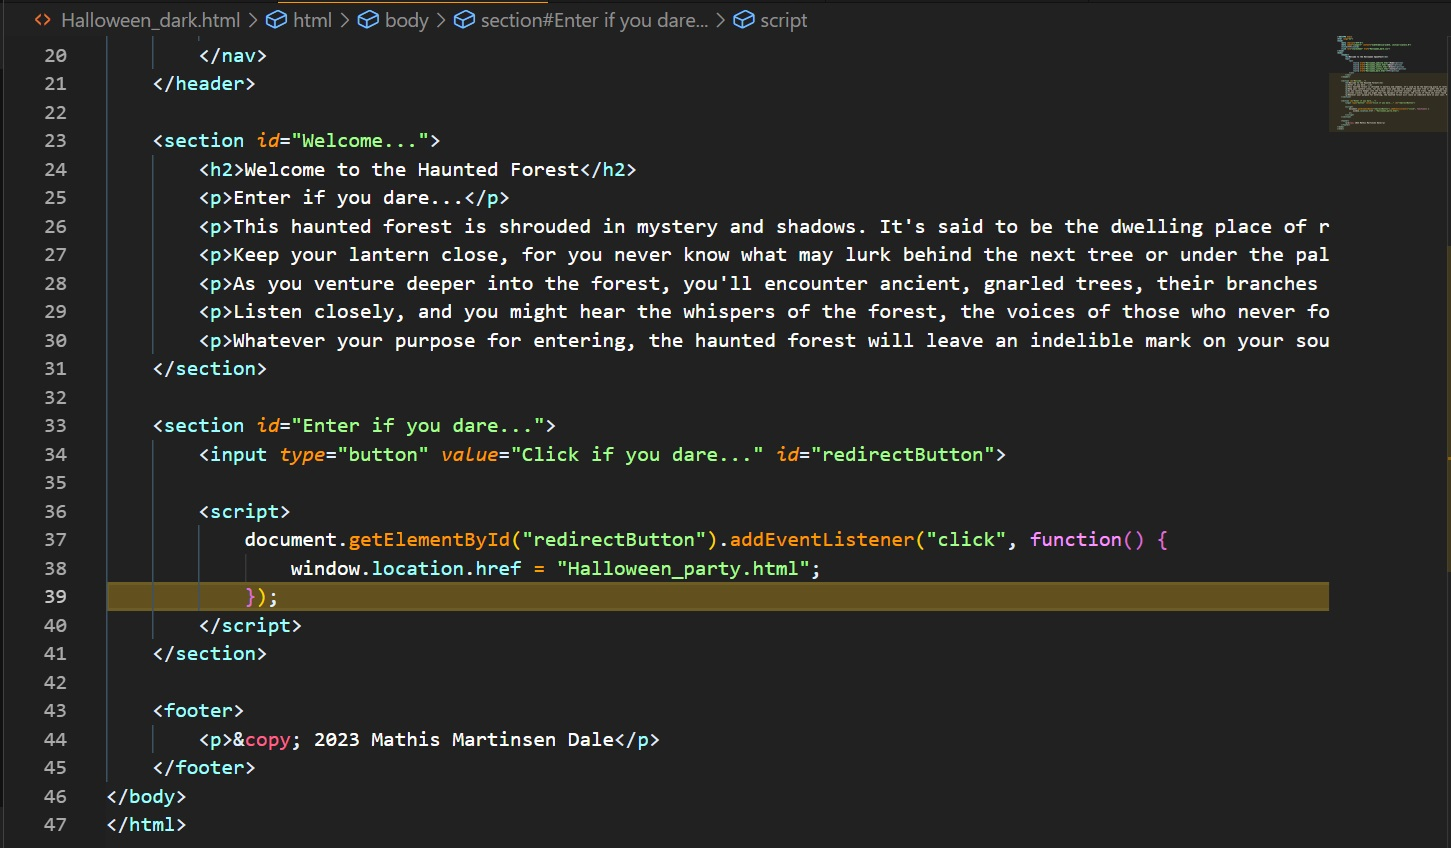 Halloween_dark.html > html > body > section#Enter if you dare... > script
20 </nav>
21 </header>
22
23 <section id="Welcome...">
24 <h2>Welcome to the Haunted Forest</h2>
25 <p>Enter if you dare...</p>
26 <p>This haunted forest is shrouded in mystery and shadows. It's said to be the dwelling place of r
27 <p>Keep your lantern close, for you never know what may lurk behind the next tree or under the pal
28 <p>As you venture deeper into the forest, you'll encounter ancient, gnarled trees, their branches
29 <p>Listen closely, and you might hear the whispers of the forest, the voices of those who never fo
30 <p>Whatever your purpose for entering, the haunted forest will leave an indelible mark on your sou
31 </section>
32
33 <section id="Enter if you dare...">
34 <input type="button" value="Click if you dare..." id="redirectButton">
35
36 <script>
37 document.getElementById("redirectButton").addEventListener("click", function() {
38 window.location.href = "Halloween_party.html";
39 });
40 </script>
41 </section>
42
43 <footer>
44 <p>&copy; 2023 Mathis Martinsen Dale</p>
45 </footer>
46 </body>
47 </html>